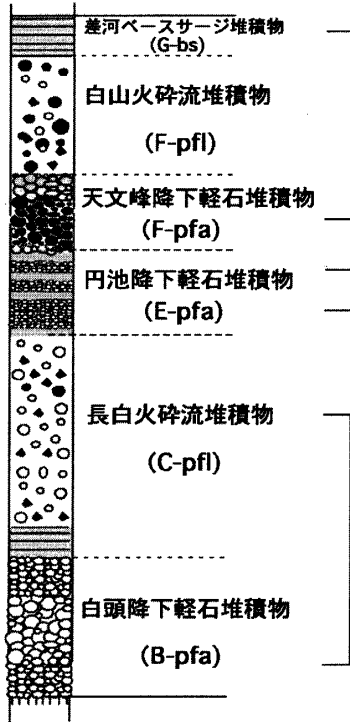 差河ベースサージ堆積物
(G-bs)
白山火砕流堆積物
(F-pfl)
天文峰降下軽石堆積物
(F-pfa)
円池降下軽石堆積物
(E-pfa)
長白火砕流堆積物
(C-pfl)
白頭降下軽石堆積物
(B-pfa)